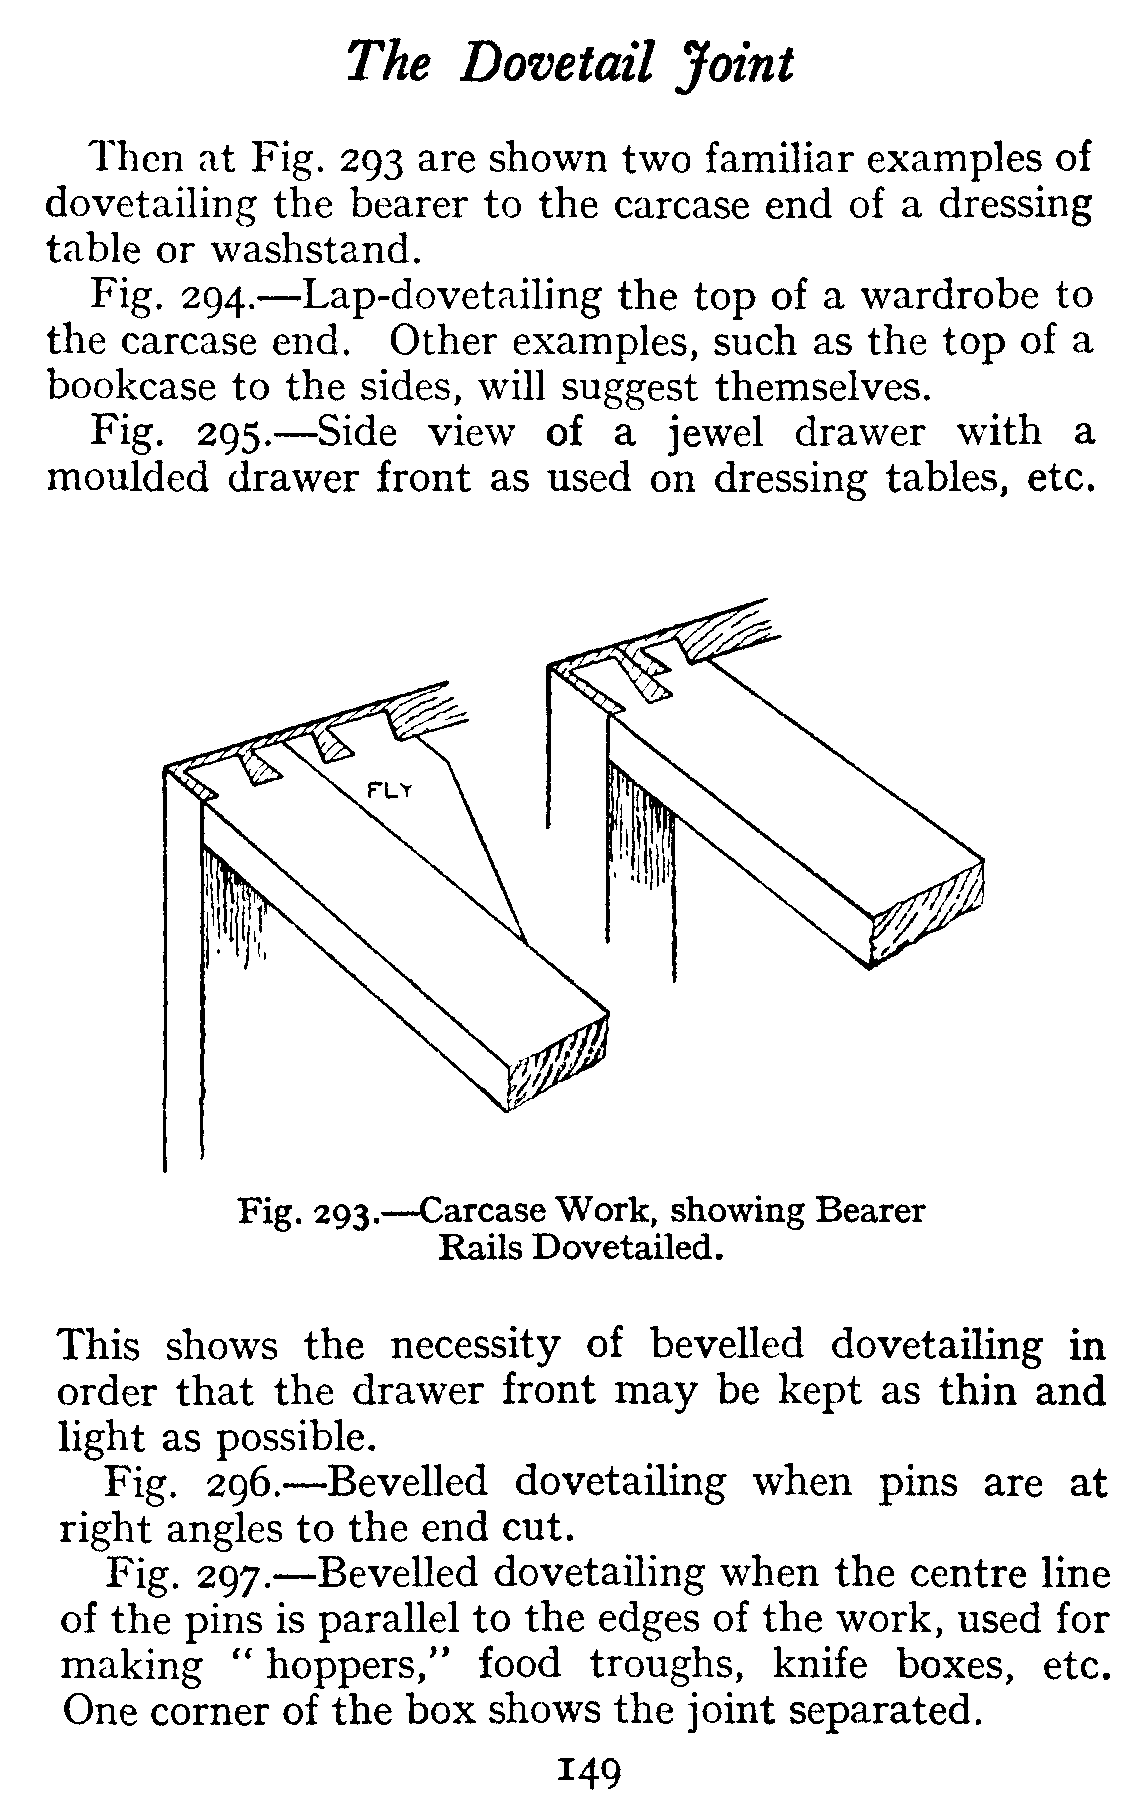 The Dovetail Joint
Then at Fig. 293 are shown two familiar examples of
dovetailing the bearer to the carcase end of a dressing
table or washstand.
Fig. 294.—Lap-dovetailing the top of a wardrobe to
the carcase end. Other examples, such as the top of a
bookcase to the sides, will suggest themselves.
Fig. 295.—Side view of a jewel drawer with a
moulded drawer front as used on dressing tables, etc.
FLY
Fig. 293.—Carcase Work, showing Bearer
Rails Dovetailed.
This shows the necessity of bevelled dovetailing in
order that the drawer front may be kept as thin and
light as possible.
Fig. 296.—Bevelled dovetailing when pins are at
right angles to the end cut.
Fig. 297.—Bevelled dovetailing when the centre line
of the pins is parallel to the edges of the work, used for
making "hoppers," food troughs, knife boxes, etc.
One corner of the box shows the joint separated.
149